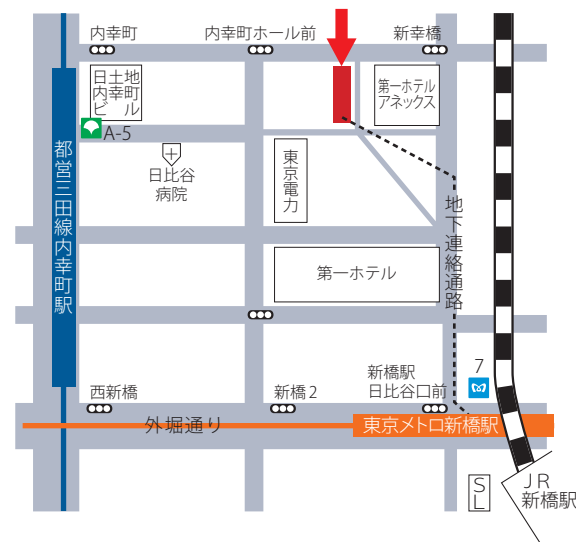 内幸町
内幸町ホール前
新幸橋
日土地
内幸町
ビル
第一ホテル
アネックス
A-5
日比谷
病院
東京電力
都営三田線内幸町駅
地下連絡通路
第一ホテル
7
新橋駅
日比谷口前
西新橋
新橋2
外堀通り
東京メトロ新橋駅
SL
JR
新橋駅